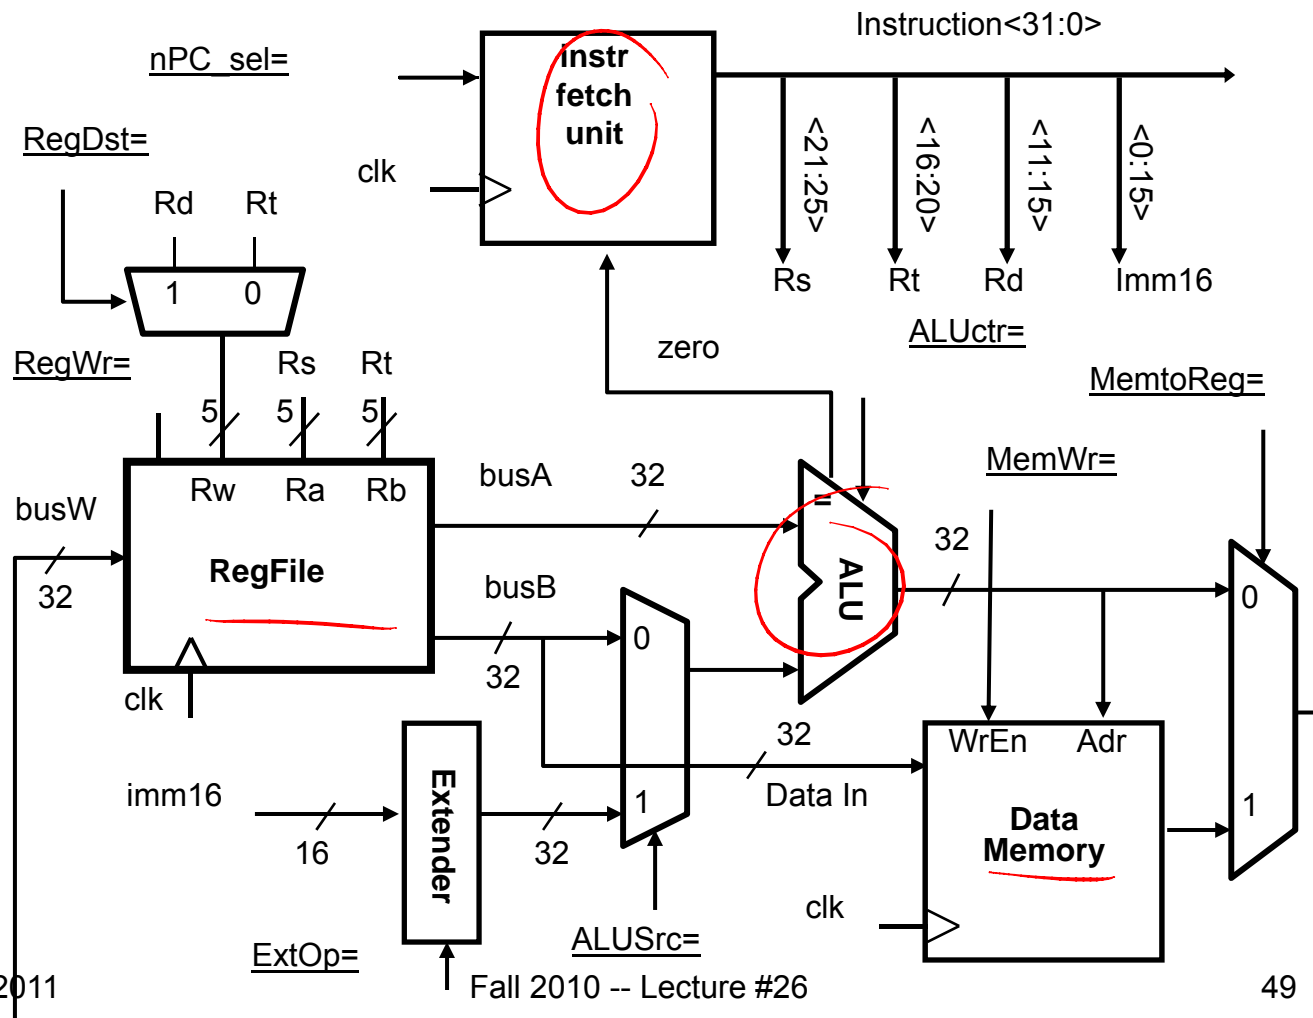 Instruction<31:0>
nPC_sel=
Instr
fetch
unit
RegDst=
clk
<21:25>
<16:20>
<11:15>
<0:15>
Rd
Rt
1
0
Rs
Rt
Rd
Imm16
zero
ALUctr=
RegWr=
Rs
Rt
MemtoReg=
5
5
5
busA
32
MemWr=
Rw
Ra
Rb
busW
=
32
RegFile
ALU
32
busB
0
0
32
clk
32
WrEn
Adr
imm16
Extender
1
Data In
1
16
32
Data
Memory
clk
ExtOp=
ALUSrc=
2011
Fall 2010 -- Lecture #26
49